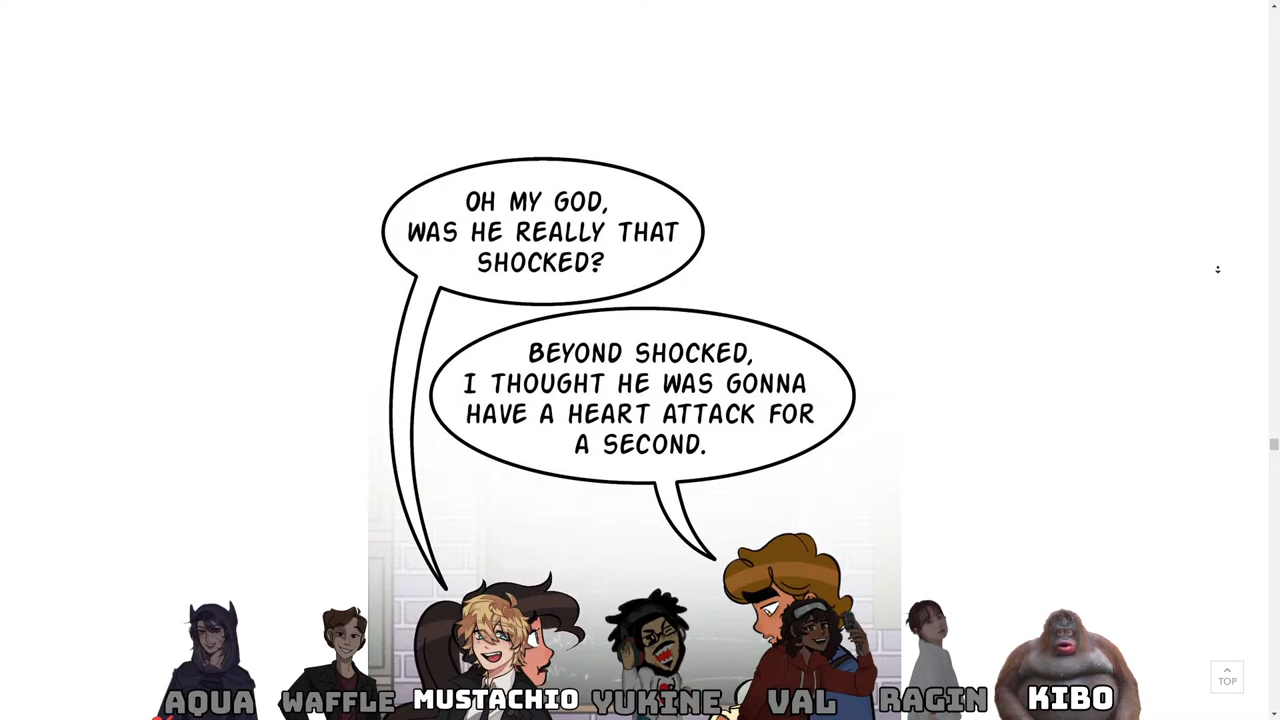 OH MY GOD,
WAS HE REALLY THAT
SHOCKED?
BEYOND SHOCKED,
I THOUGHT HE WAS GONNA
HAVE A HEART ATTACK FOR
A SECOND.
TOP
AQUA WAFFLE MUSTACHIO YUKINE VAL RAGIN KIBO